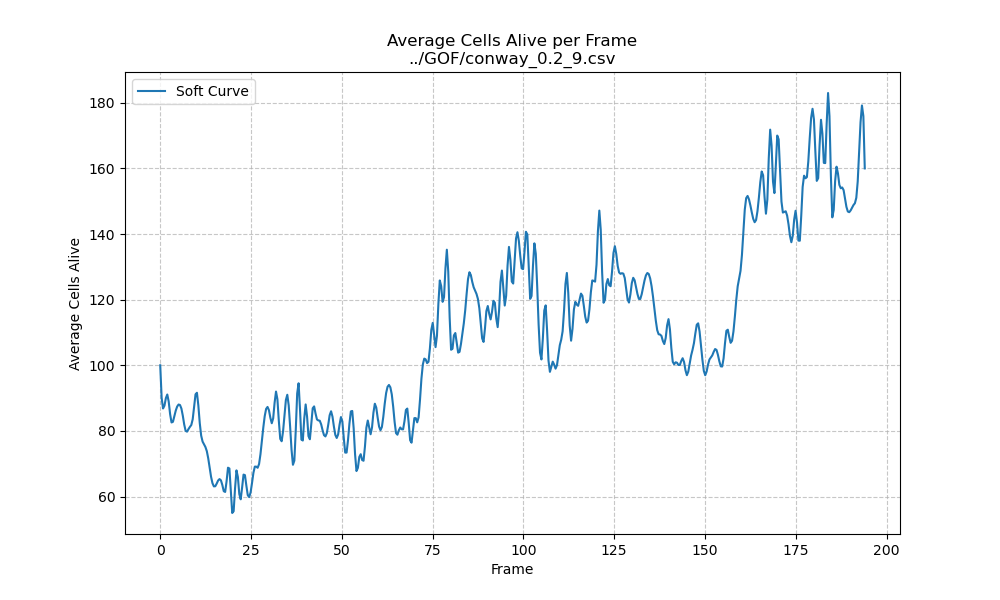 Average Cells Alive per Frame
../GOF/conway_0.2_9.csv
Soft Curve
Average Cells Alive
180
160
140
120
100
80
60
0 25 50 75 100 125 150 175 200
Frame